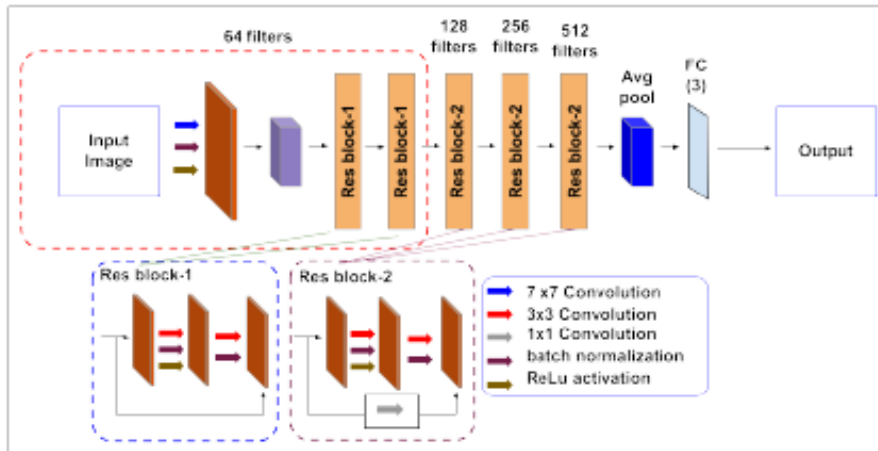 64 filters
128
filters
256
filters
512
filters
Avg
pool
FC
(3)
Input
Image
Res block-1
Res block-1
Res block-2
Res block-2
Res block-2
Output
Res block-1
Res block-2
7 x7 Convolution
3x3 Convolution
1x1 Convolution
batch normalization
ReLu activation